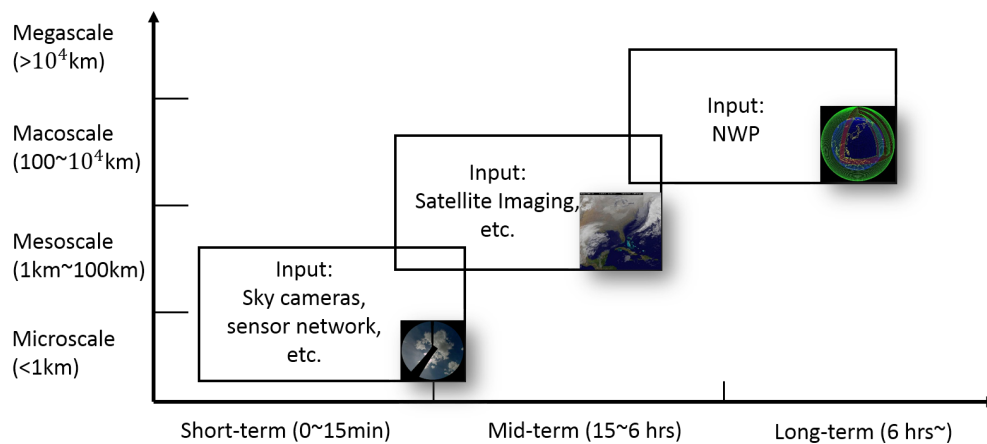 Megascale
(>10⁴km)
Macoscale
(100~10⁴km)
Mesoscale
(1km~100km)
Microscale
(<1km)
Input:
NWP
Input:
Satellite Imaging,
etc.
Input:
Sky cameras,
sensor network,
etc.
Short-term (0~15min)
Mid-term (15~6 hrs)
Long-term (6 hrs~)